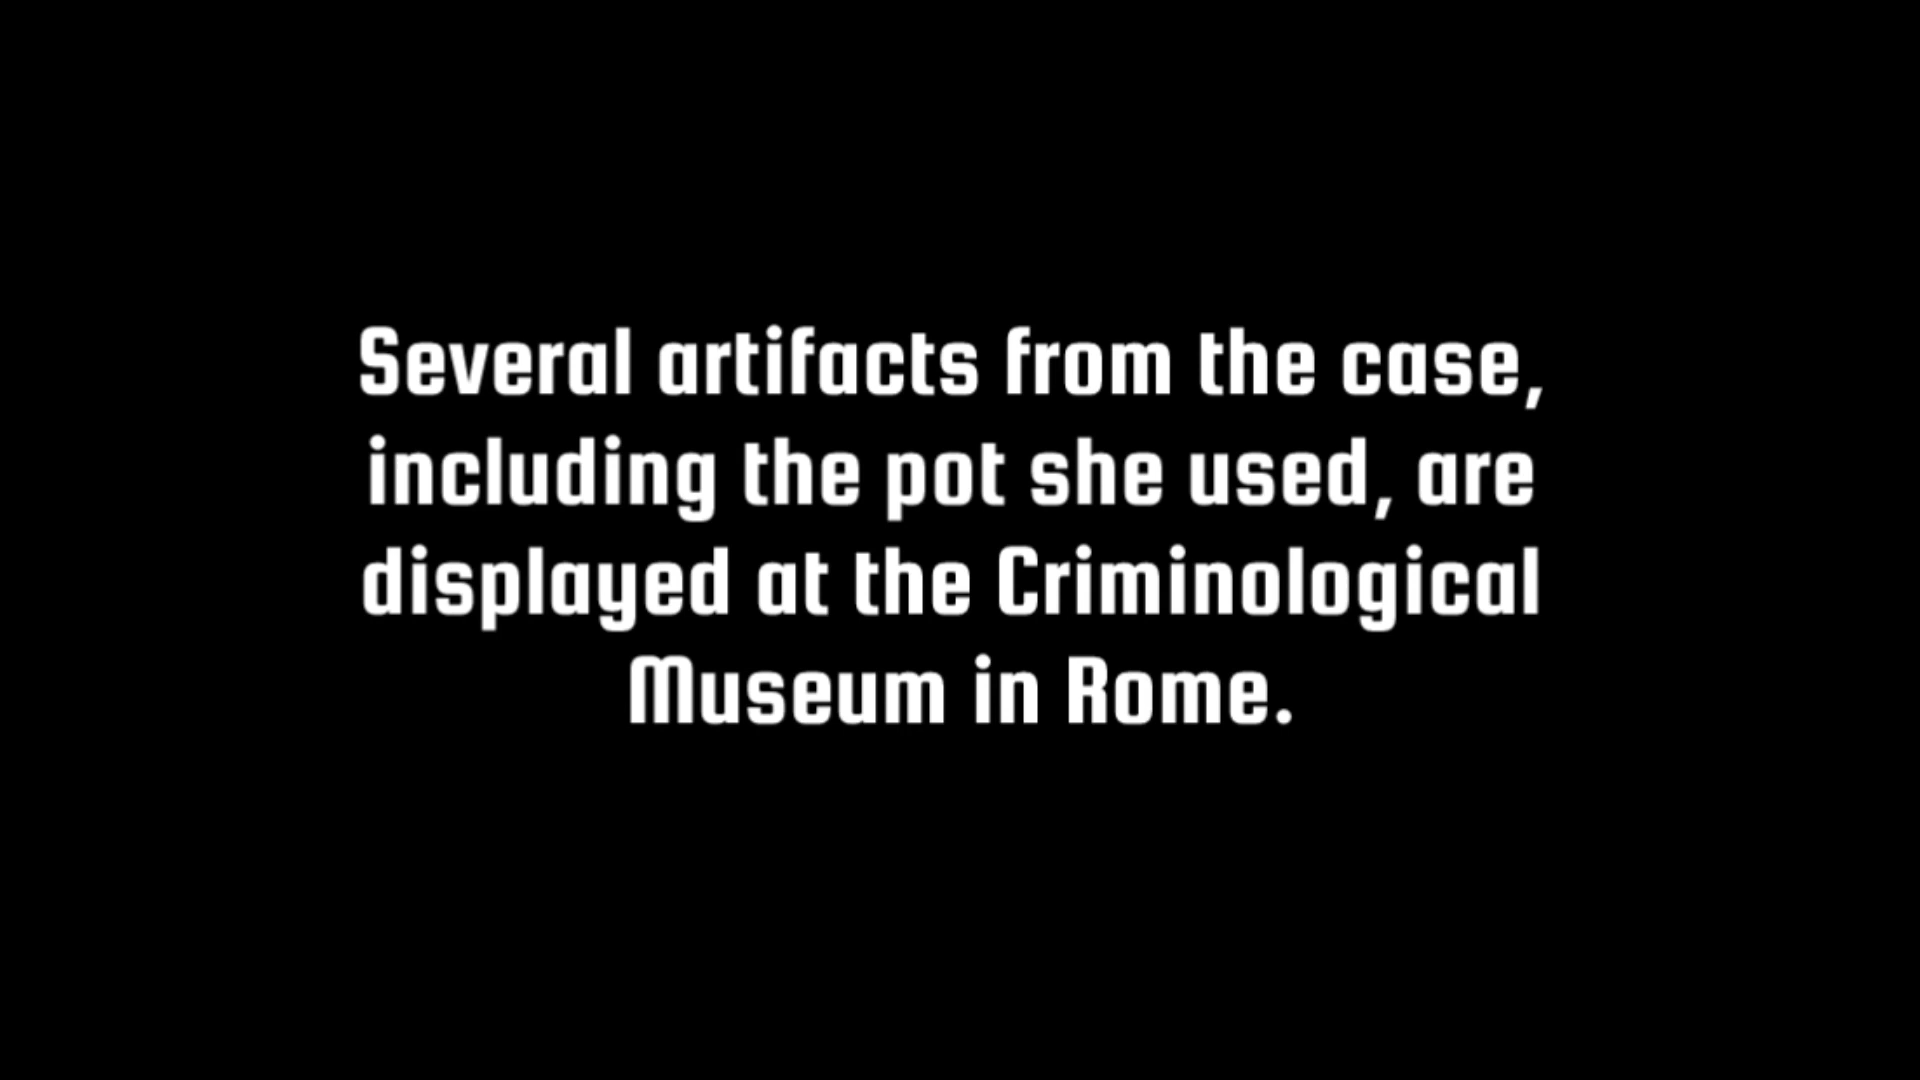 Several artifacts from the case,
including the pot she used, are
displayed at the Criminological
Museum in Rome.